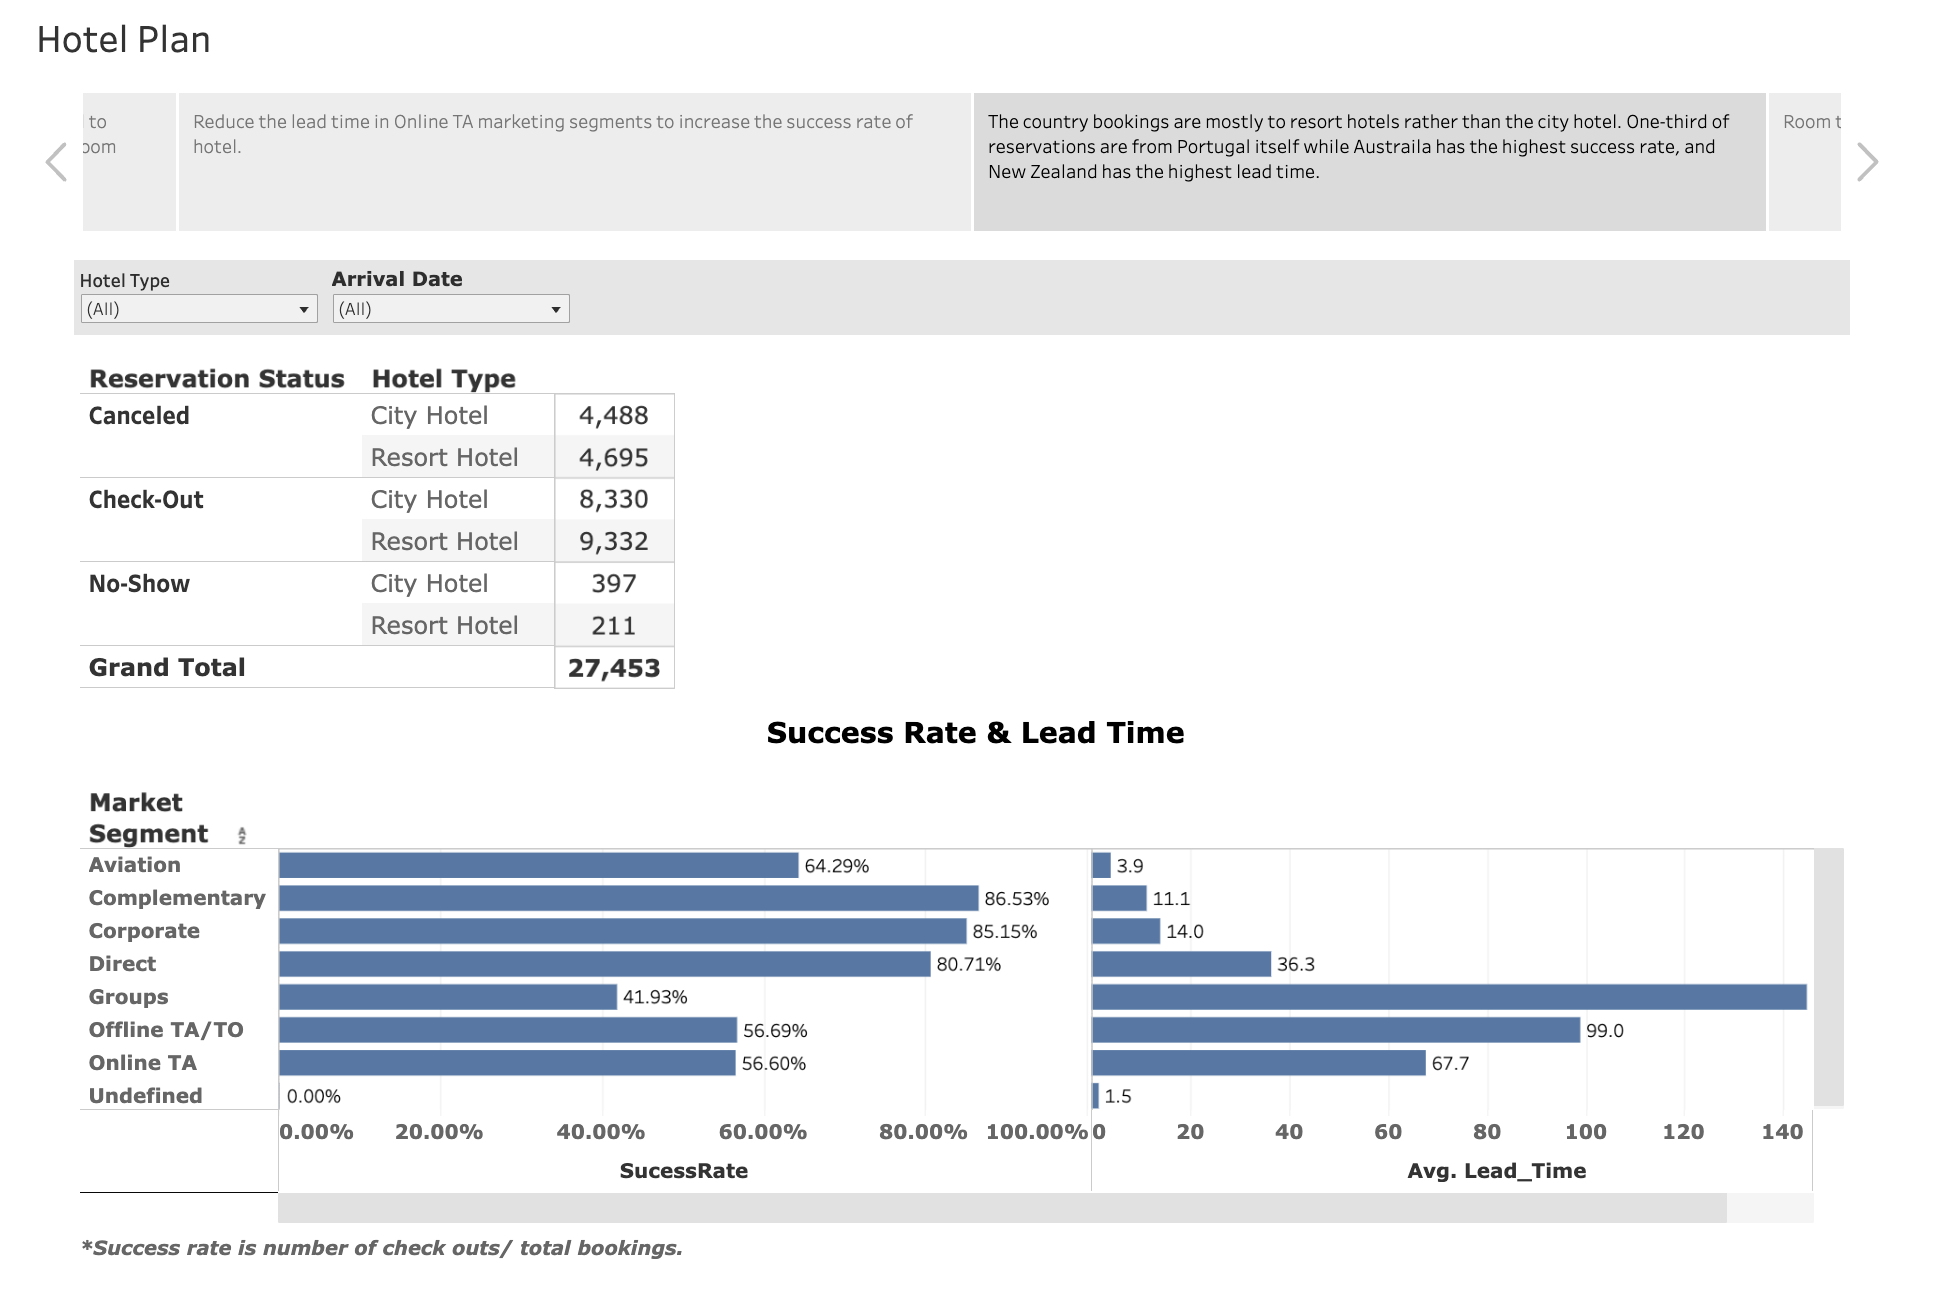 Hotel Plan
to
oom
Reduce the lead time in Online TA marketing segments to increase the success rate of
hotel.
The country bookings are mostly to resort hotels rather than the city hotel. One-third of
reservations are from Portugal itself while Austraila has the highest success rate, and
New Zealand has the highest lead time.
Room t
Hotel Type Arrival Date
(All) (All)
Reservation Status Hotel Type
Canceled City Hotel 4,488
Resort Hotel 4,695
Check-Out City Hotel 8,330
Resort Hotel 9,332
No-Show City Hotel 397
Resort Hotel 211
Grand Total 27,453
Success Rate & Lead Time
Market
Segment
Aviation 64.29% 3.9
Complementary 86.53% 11.1
Corporate 85.15% 14.0
Direct 80.71% 36.3
Groups 41.93%
Offline TA/TO 56.69% 99.0
Online TA 56.60% 67.7
Undefined 0.00% 1.5
0.00% 20.00% 40.00% 60.00% 80.00% 100.00% 0 20 40 60 80 100 120 140
SucessRate Avg. Lead_Time
*Success rate is number of check outs/ total bookings.